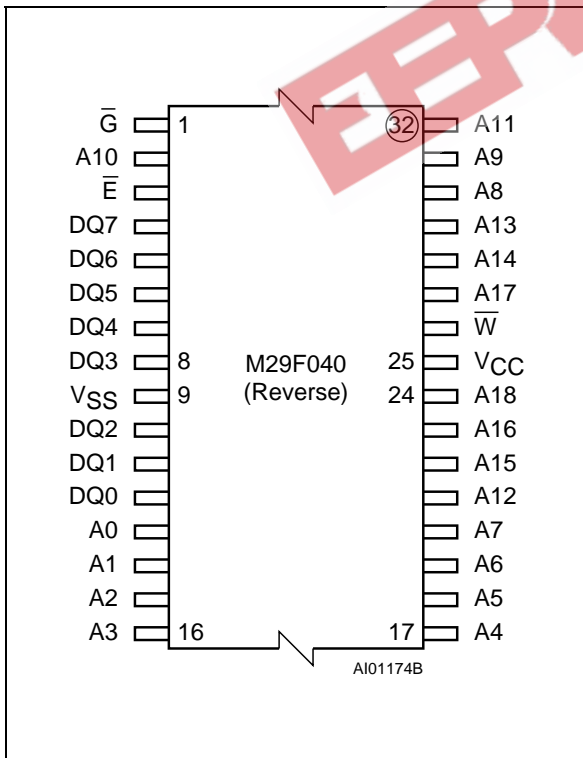 EEP
G̅ 1 32 A11
A10 A9
E̅ A8
DQ7 A13
DQ6 A14
DQ5 A17
DQ4 W̅
DQ3 8 M29F040 25 VCC
VSS 9 (Reverse) 24 A18
DQ2 A16
DQ1 A15
DQ0 A12
A0 A7
A1 A6
A2 A5
A3 16 17 A4
AI01174B